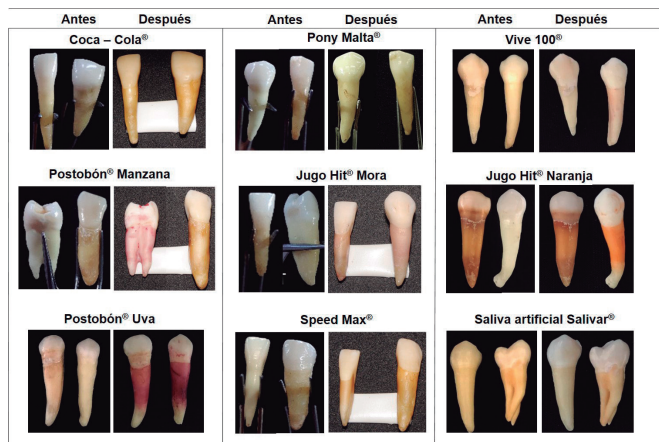 Antes Después Antes Después Antes Después
Coca – Cola® Pony Malta® Vive 100®
Postobón® Manzana Jugo Hit® Mora Jugo Hit® Naranja
Postobón® Uva Speed Max® Saliva artificial Salivar®